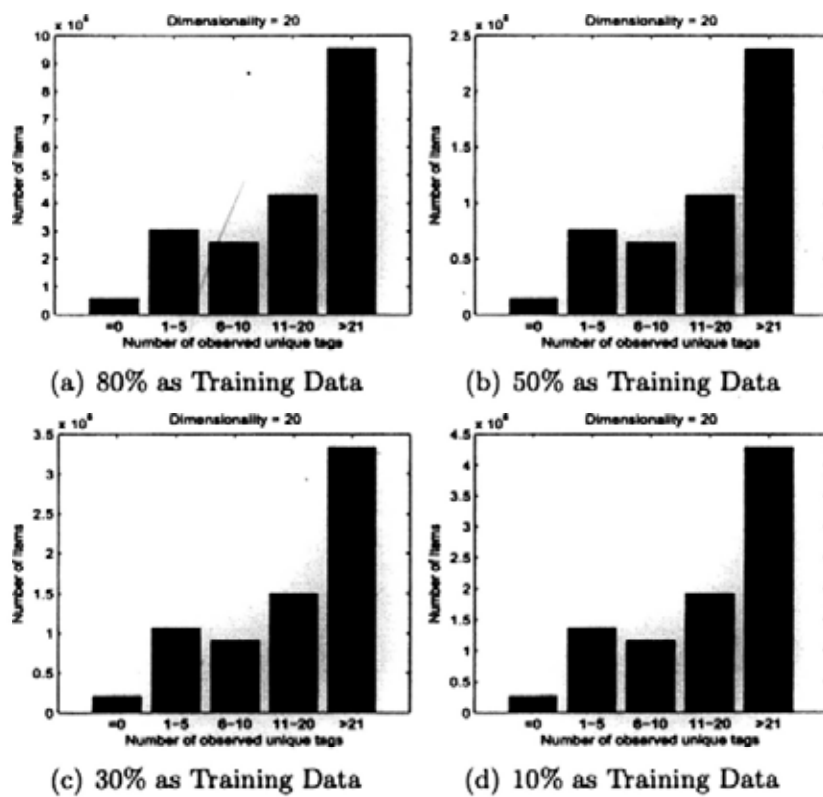 x 10
Dimensionality = 20
10
9
8
7
6
5
4
3
2
1
0
Number of Items
=0 1-5 6-10 11-20 >21
Number of observed unique tags
(a) 80% as Training Data
x 10
Dimensionality = 20
2.5
2
1.5
1
0.5
0
Number of Items
=0 1-5 6-10 11-20 >21
Number of observed unique tags
(b) 50% as Training Data
x 10
Dimensionality = 20
3.5
3
2.5
2
1.5
1
0.5
0
Number of Items
=0 1-5 6-10 11-20 >21
Number of observed unique tags
(c) 30% as Training Data
x 10
Dimensionality = 20
4.5
4
3.5
3
2.5
2
1.5
1
0.5
0
Number of Items
=0 1-5 6-10 11-20 >21
Number of observed unique tags
(d) 10% as Training Data